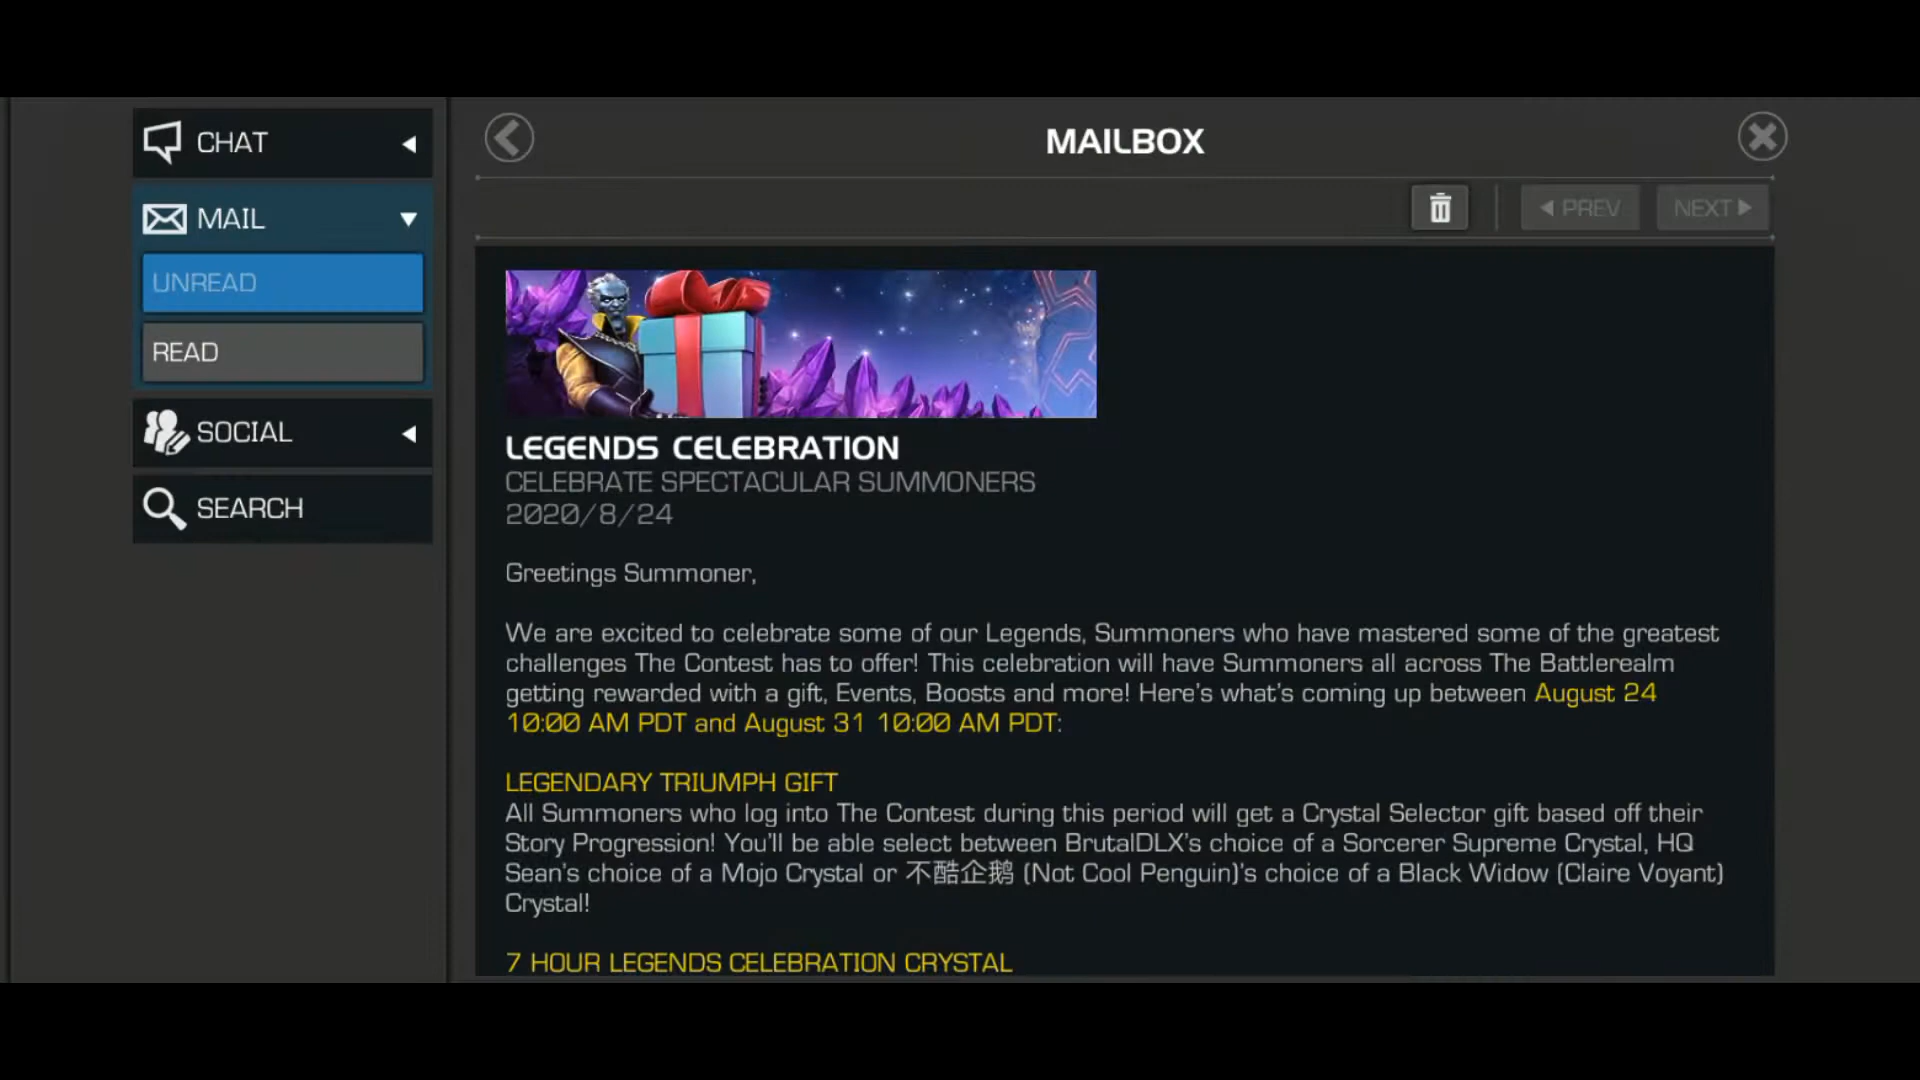 CHAT
MAIL
UNREAD
READ
SOCIAL
SEARCH
MAILBOX
PREV
NEXT
LEGENDS CELEBRATION
CELEBRATE SPECTACULAR SUMMONERS
2020/8/24
Greetings Summoner,
We are excited to celebrate some of our Legends, Summoners who have mastered some of the greatest
challenges The Contest has to offer! This celebration will have Summoners all across The Battlerealm
getting rewarded with a gift, Events, Boosts and more! Here's what's coming up between August 24
10:00 AM PDT and August 31 10:00 AM PDT:
LEGENDARY TRIUMPH GIFT
All Summoners who log into The Contest during this period will get a Crystal Selector gift based off their
Story Progression! You'll be able select between BrutalDLX's choice of a Sorcerer Supreme Crystal, HQ
Sean's choice of a Mojo Crystal or 不酷企鹅 (Not Cool Penguin)'s choice of a Black Widow (Claire Voyant)
Crystal!
7 HOUR LEGENDS CELEBRATION CRYSTAL